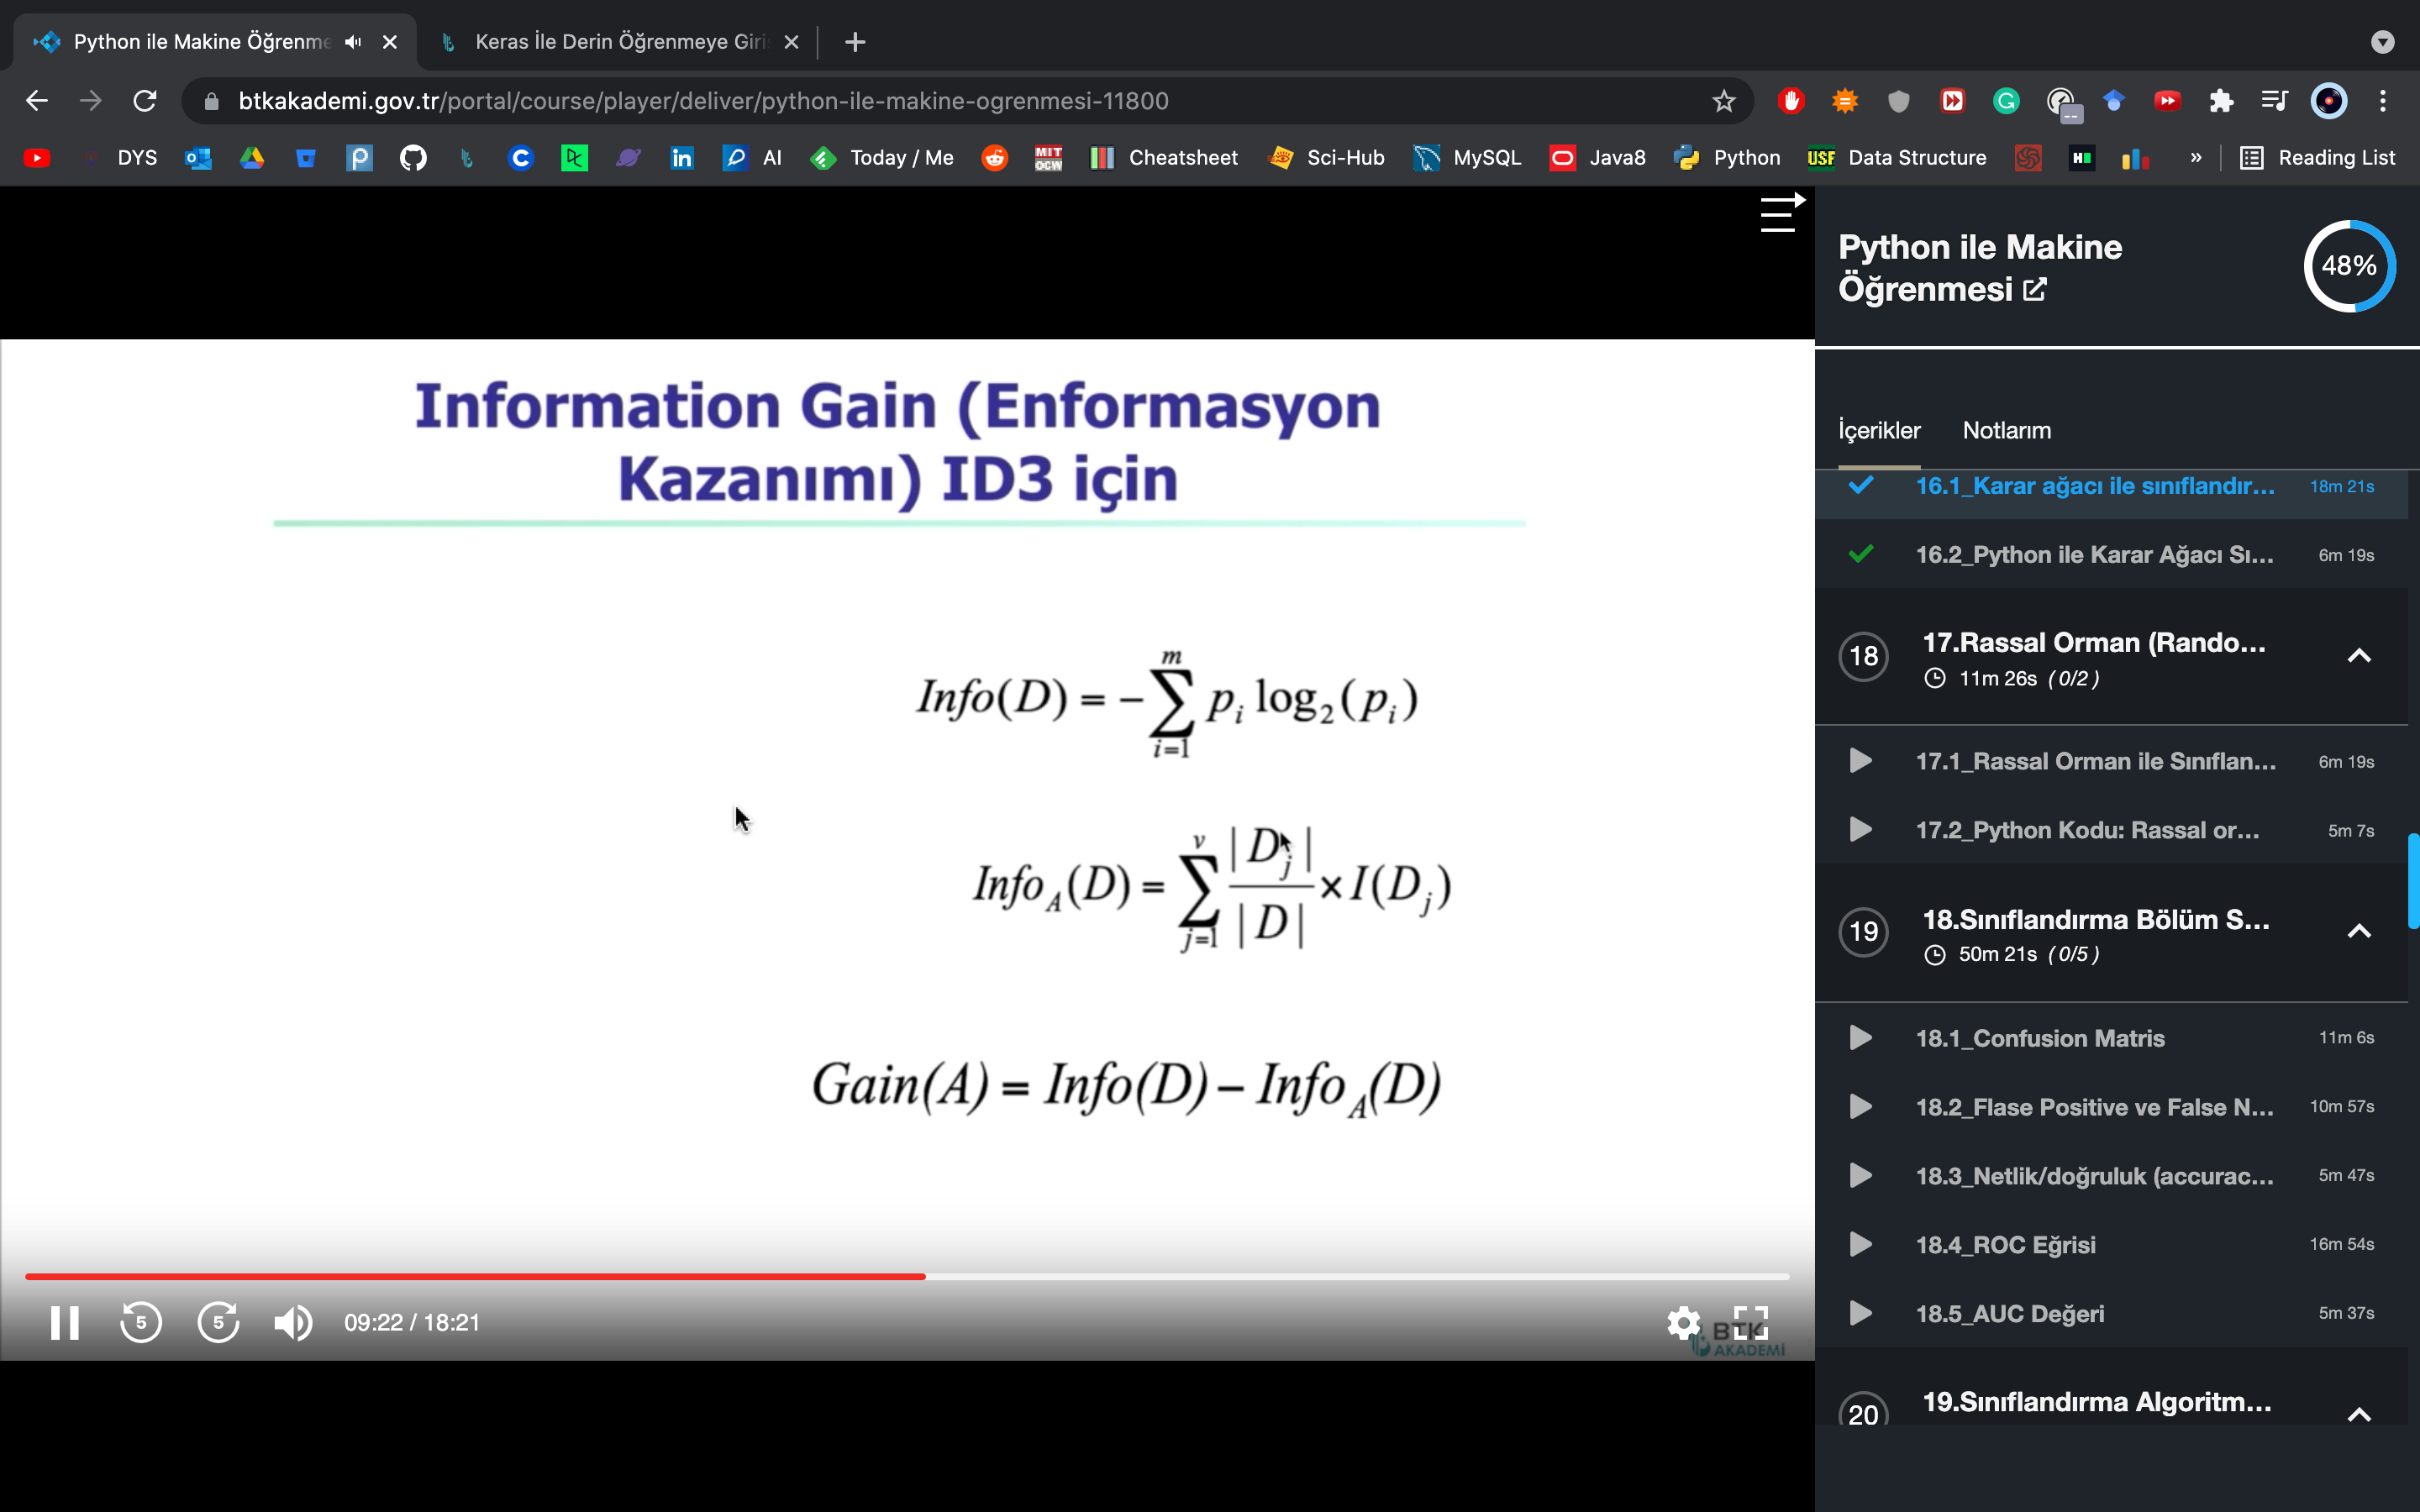 Python ile Makine Öğrenme
Keras İle Derin Öğrenmeye Giri
btkakademi.gov.tr/portal/course/player/deliver/python-ile-makine-ogrenmesi-11800
DYS
AI
Today / Me
MIT
OCW
Cheatsheet
Sci-Hub
MySQL
Java8
Python
USF
Data Structure
»
Reading List
Python ile Makine
Öğrenmesi
48%
İçerikler
Notlarım
16.1_Karar ağacı ile sınıflandır...
18m 21s
16.2_Python ile Karar Ağacı Sı...
6m 19s
18
17.Rassal Orman (Rando...
11m 26s (0/2)
17.1_Rassal Orman ile Sınıflan...
6m 19s
17.2_Python Kodu: Rassal or...
5m 7s
19
18.Sınıflandırma Bölüm S...
50m 21s (0/5)
18.1_Confusion Matris
11m 6s
18.2_Flase Positive ve False N...
10m 57s
18.3_Netlik/doğruluk (accurac...
5m 47s
18.4_ROC Eğrisi
16m 54s
18.5_AUC Değeri
5m 37s
20
19.Sınıflandırma Algoritm...
Information Gain (Enformasyon
Kazanımı) ID3 için
Info(D) = −∑_{i=1}^{m} p_i log_2(p_i)
Info_A(D) = ∑_{j=1}^{v} |D_j| / |D| × I(D_j)
Gain(A) = Info(D) − Info_A(D)
5
5
09:22 / 18:21
BTK
AKADEMİ